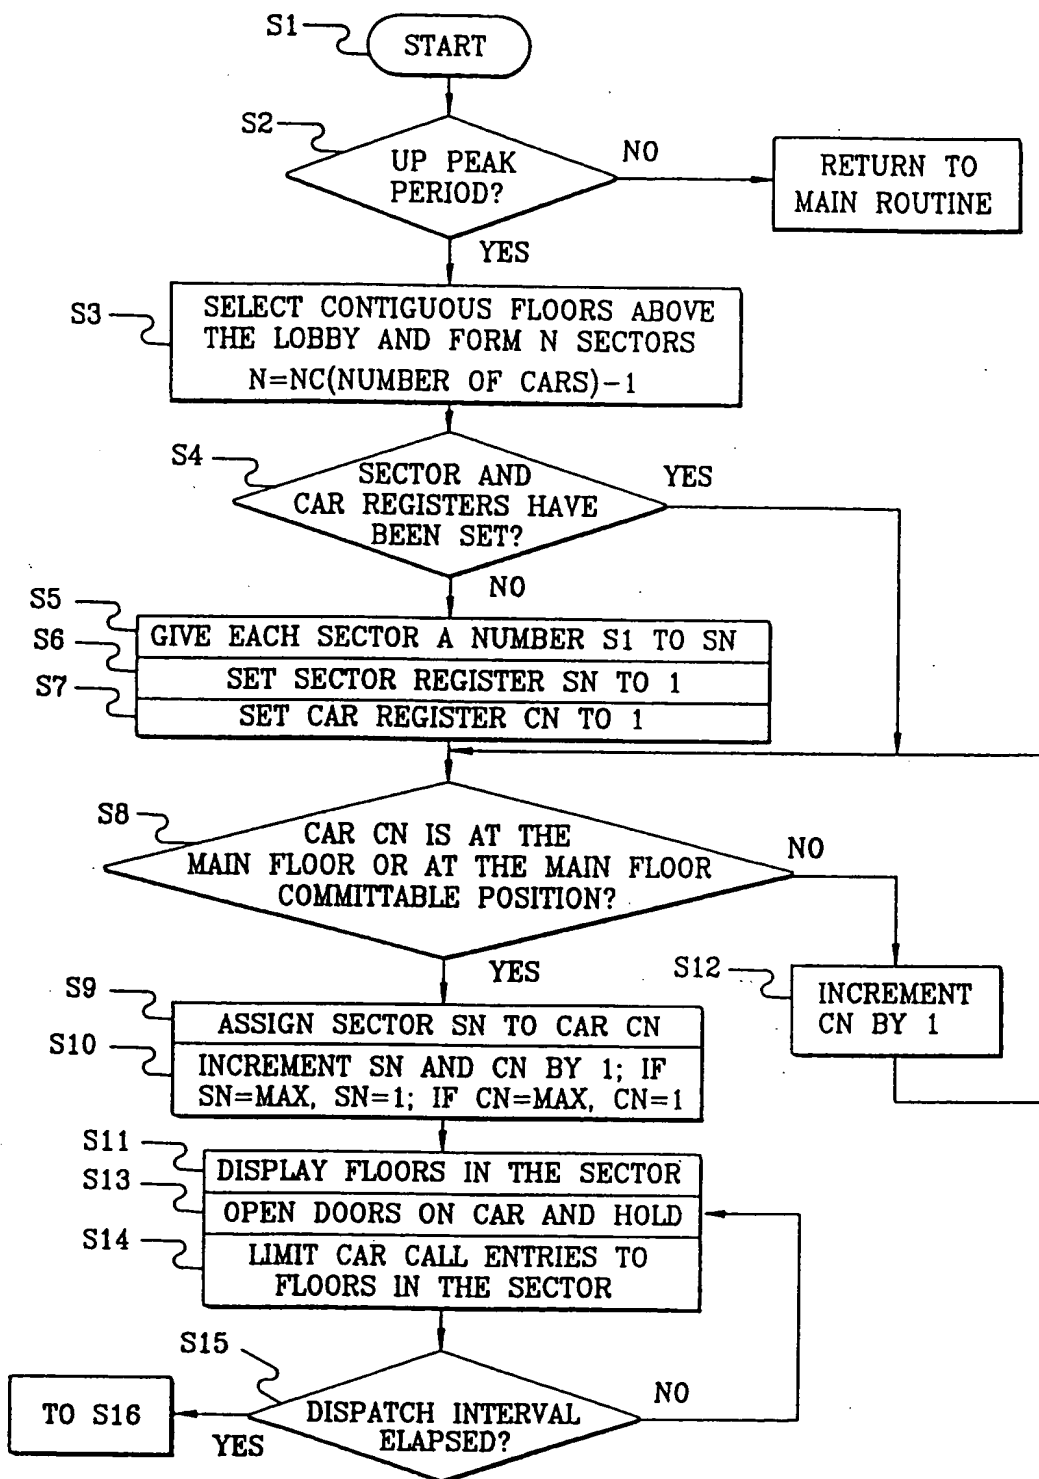 S1
START
S2
UP PEAK
PERIOD?
NO
RETURN TO
MAIN ROUTINE
YES
S3
SELECT CONTIGUOUS FLOORS ABOVE
THE LOBBY AND FORM N SECTORS
N=NC(NUMBER OF CARS)-1
S4
SECTOR AND
CAR REGISTERS HAVE
BEEN SET?
YES
NO
S5
GIVE EACH SECTOR A NUMBER S1 TO SN
S6
SET SECTOR REGISTER SN TO 1
S7
SET CAR REGISTER CN TO 1
S8
CAR CN IS AT THE
MAIN FLOOR OR AT THE MAIN FLOOR
COMMITTABLE POSITION?
NO
YES
S12
INCREMENT
CN BY 1
S9
ASSIGN SECTOR SN TO CAR CN
S10
INCREMENT SN AND CN BY 1; IF
SN=MAX, SN=1; IF CN=MAX, CN=1
S11
DISPLAY FLOORS IN THE SECTOR
S13
OPEN DOORS ON CAR AND HOLD
S14
LIMIT CAR CALL ENTRIES TO
FLOORS IN THE SECTOR
S15
DISPATCH INTERVAL
ELAPSED?
NO
YES
TO S16